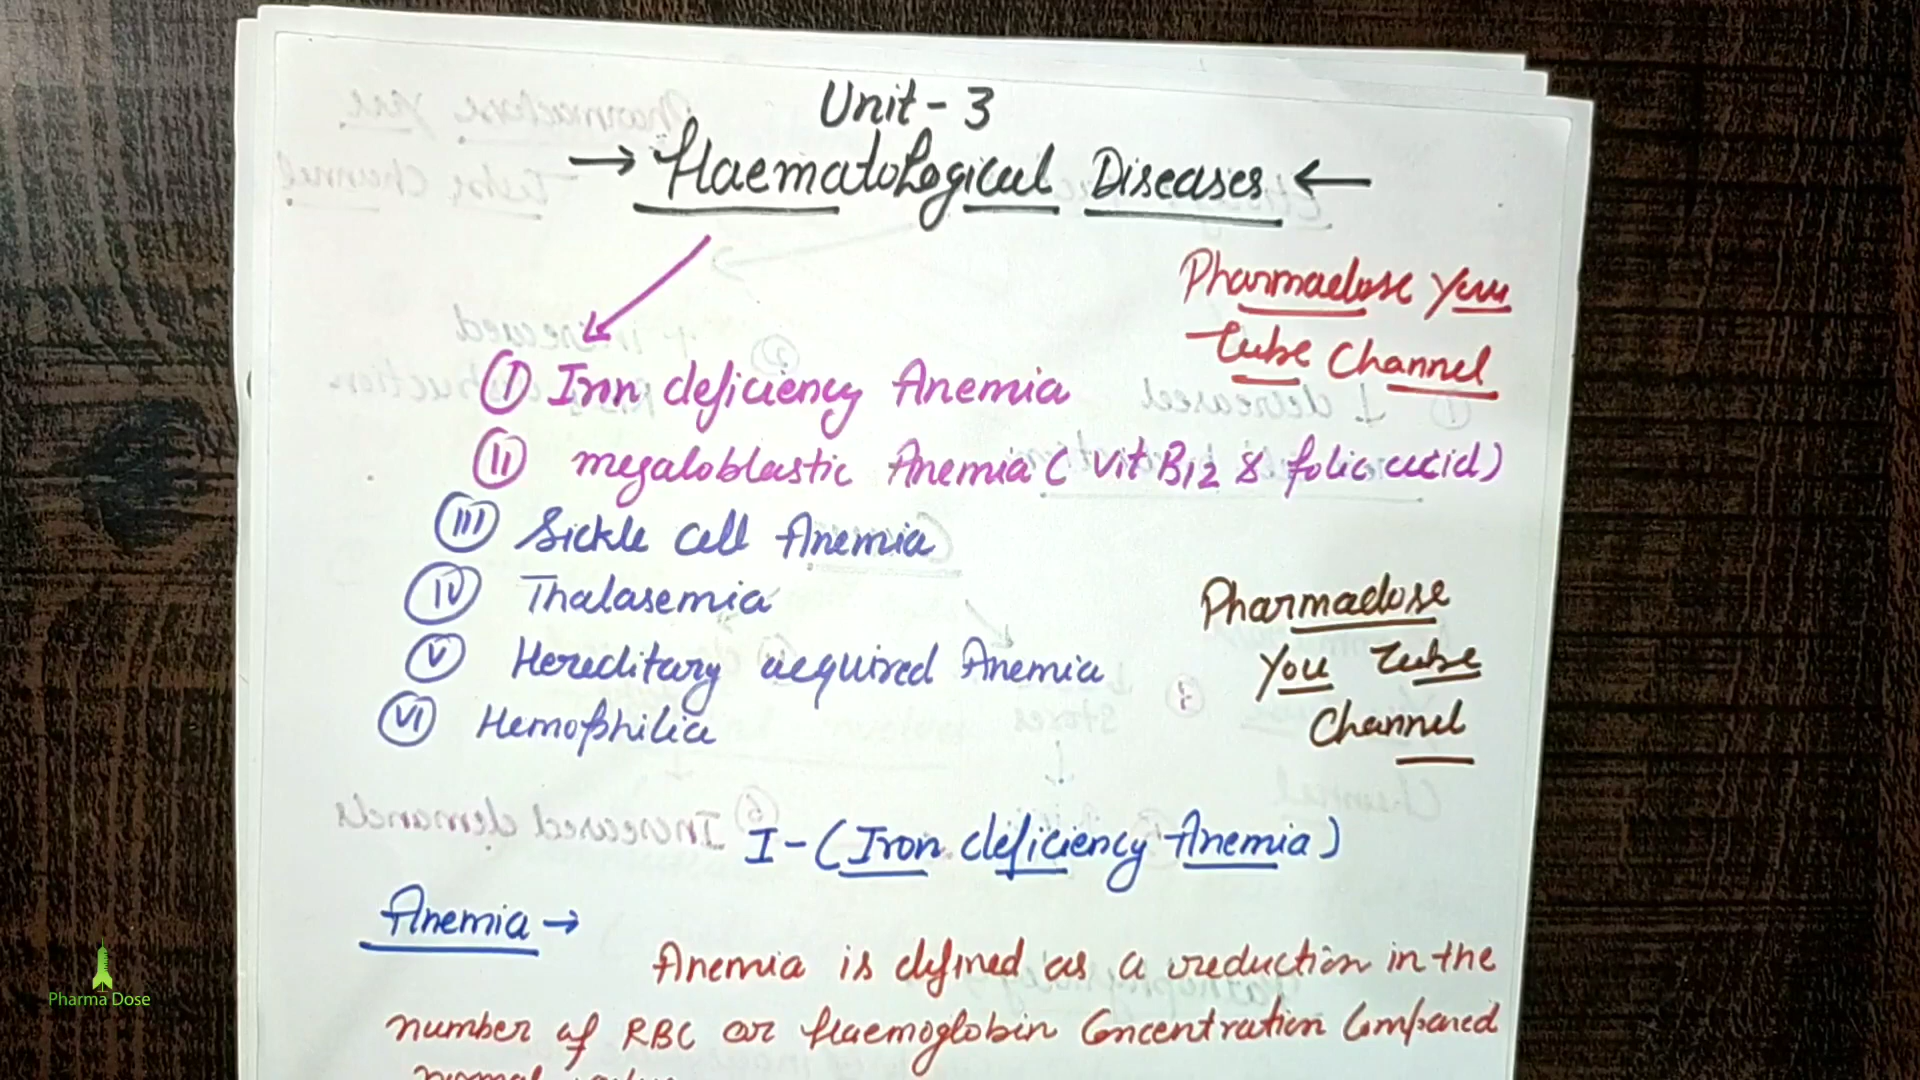 Unit - 3
→ Haematological Diseases ←
Pharmadose You
Tube Channel
I Iron deficiency Anemia
II megaloblastic Anemia ( vit B12 & folic acid)
III Sickle cell Anemia
IV Thalasemia
V Hereditary acquired Anemia
VI Hemophilia
Pharmadose
You Tube
Channel
I - (Iron deficiency Anemia)
Anemia →
Anemia is defined as a reduction in the
number of RBC or Haemoglobin Concentration Compared
Pharma Dose